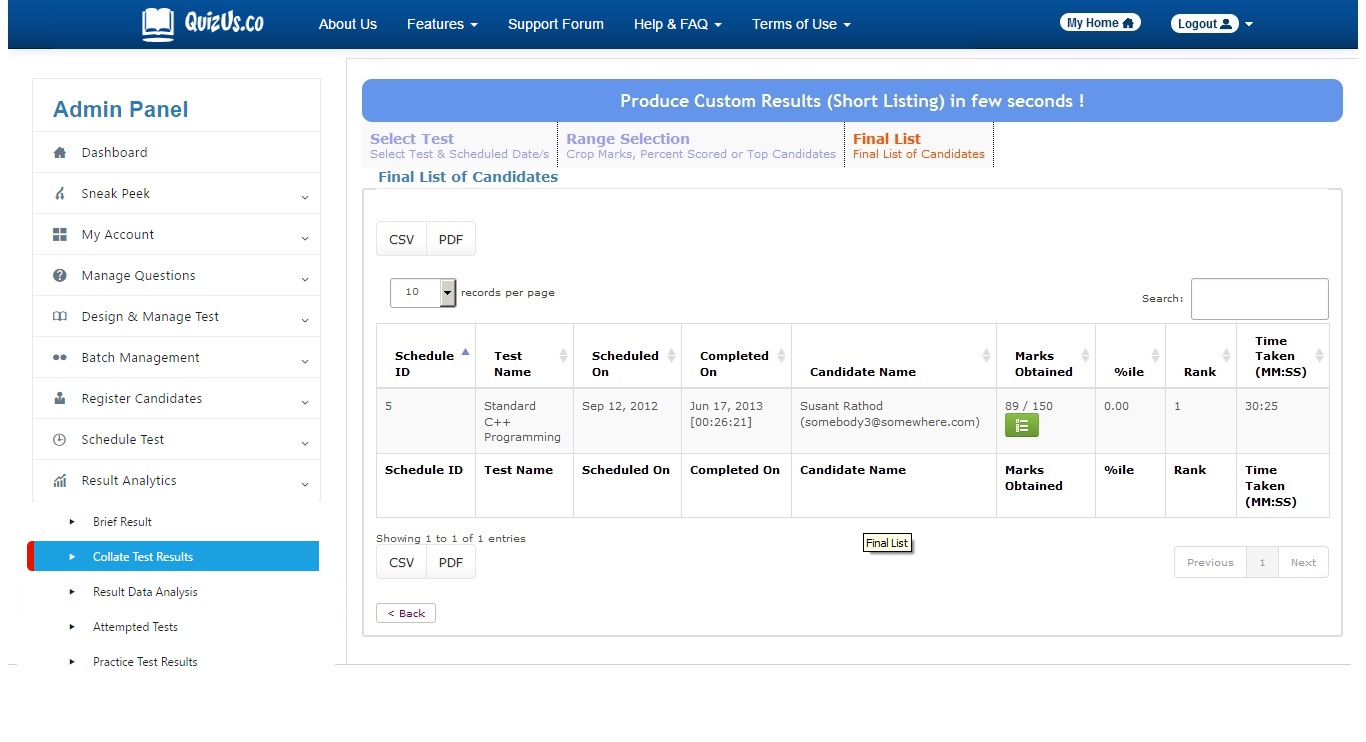 QuizUs.co About Us Features Support Forum Help & FAQ Terms of Use My Home Logout
Admin Panel
Dashboard
Sneak Peek
My Account
Manage Questions
Design & Manage Test
Batch Management
Register Candidates
Schedule Test
Result Analytics
Brief Result
Collate Test Results
Result Data Analysis
Attempted Tests
Practice Test Results
Produce Custom Results (Short Listing) in few seconds !
Select Test
Select Test & Scheduled Date/s
Range Selection
Crop Marks, Percent Scored or Top Candidates
Final List
Final List of Candidates
Final List of Candidates
CSV PDF
10 records per page
Search:
Schedule ID Test Name Scheduled On Completed On Candidate Name Marks Obtained %ile Rank Time Taken (MM:SS)
5 Standard C++ Programming Sep 12, 2012 Jun 17, 2013 [00:26:21] Susant Rathod (somebody3@somewhere.com) 89 / 150 0.00 1 30:25
Schedule ID Test Name Scheduled On Completed On Candidate Name Marks Obtained %ile Rank Time Taken (MM:SS)
Showing 1 to 1 of 1 entries
Final List
CSV PDF
Previous 1 Next
< Back